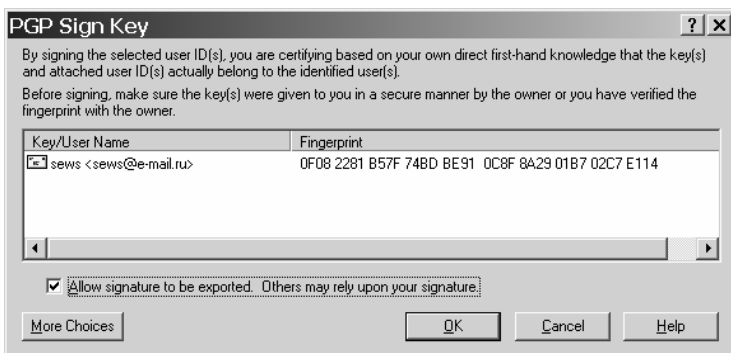 PGP Sign Key
By signing the selected user ID(s), you are certifying based on your own direct first-hand knowledge that the key(s)
and attached user ID(s) actually belong to the identified user(s).
Before signing, make sure the key(s) were given to you in a secure manner by the owner or you have verified the
fingerprint with the owner.
Key/User Name Fingerprint
sews <sews@e-mail.ru> 0F08 2281 B57F 74BD BE91 0C8F 8A29 01B7 02C7 E114
Allow signature to be exported. Others may rely upon your signature.
More Choices OK Cancel Help